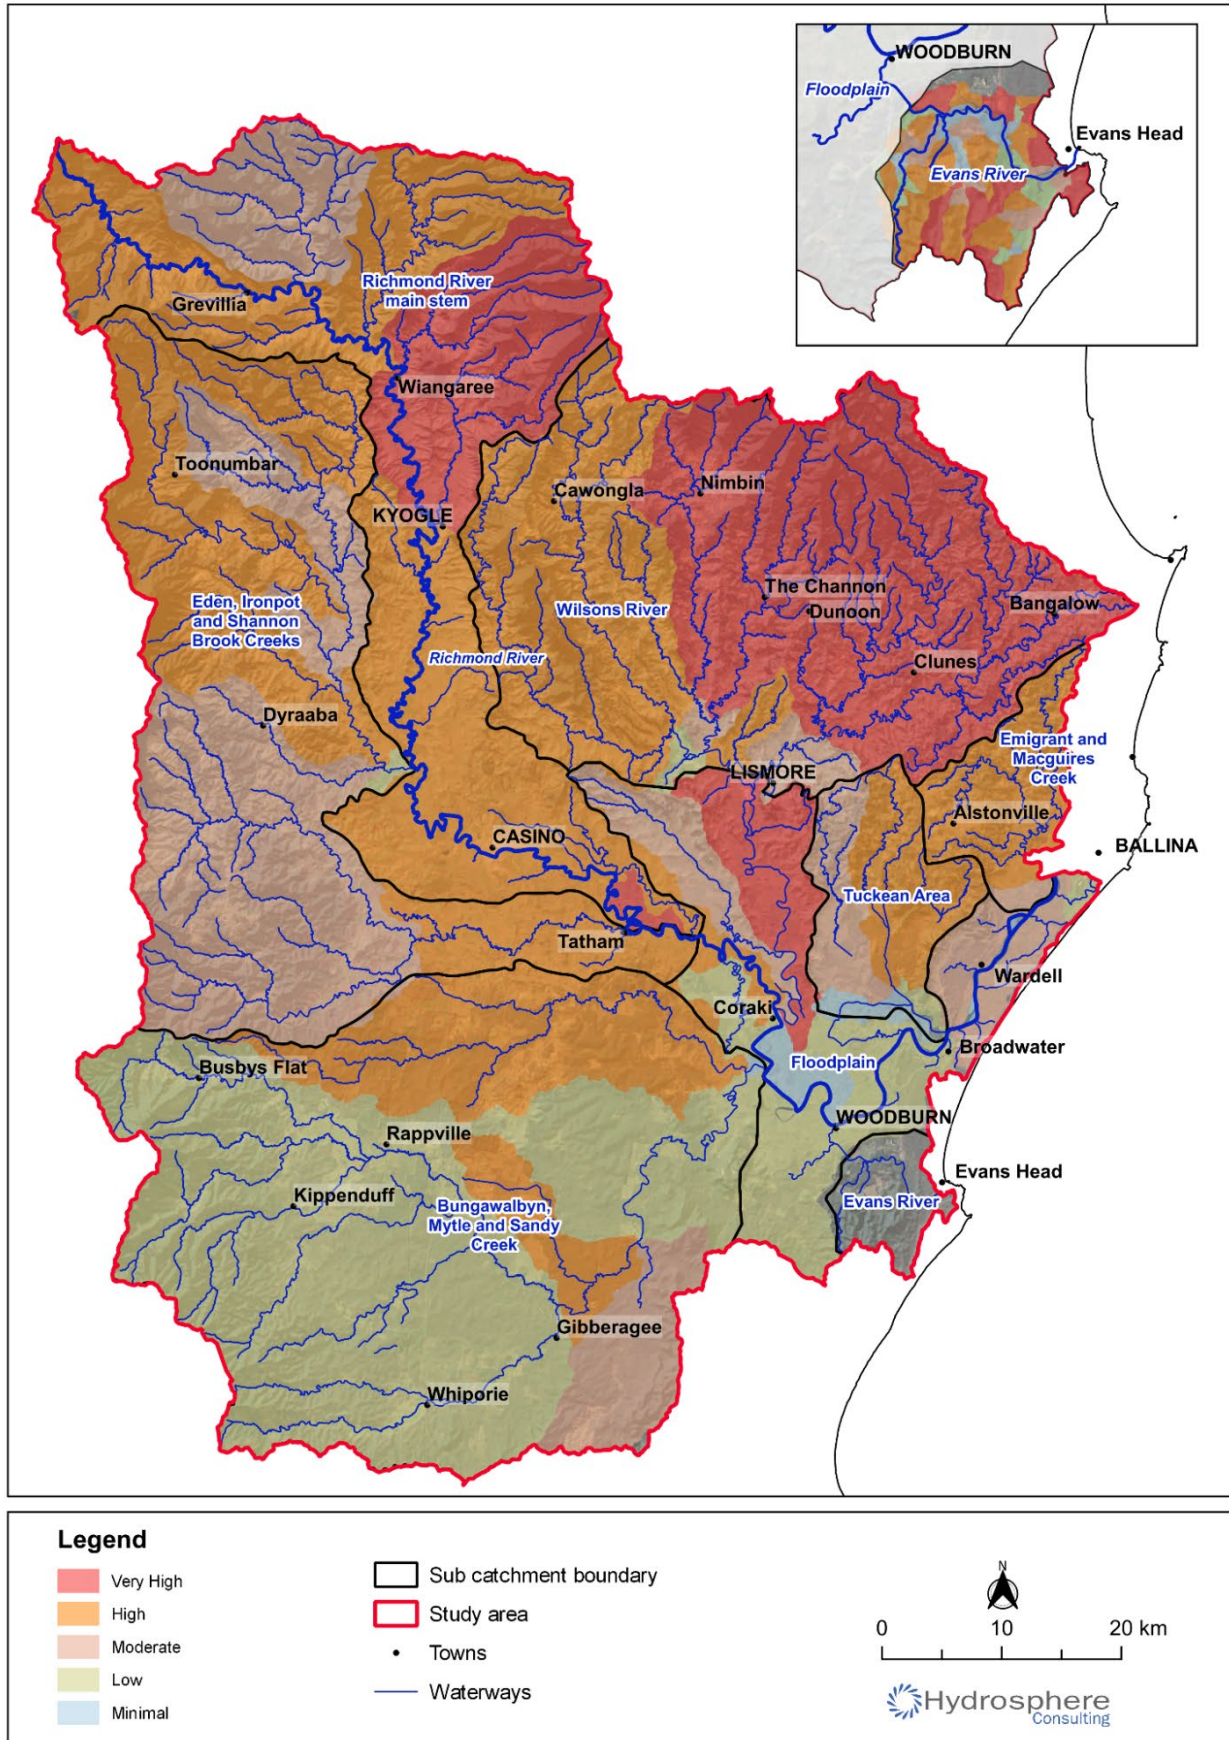 WOODBURN
Floodplain
Evans Head
Evans River
Richmond River
main stem
Grevillia
Wiangaree
Toonumbar
Cawongla
Nimbin
KYOGLE
The Channon
Dunoon
Bangalow
Eden, Ironpot
and Shannon
Brook Creeks
Wilsons River
Richmond River
Clunes
Dyraaba
Emigrant and
Macguires
Creek
LISMORE
Alstonville
CASINO
BALLINA
Tuckean Area
Tatham
Wardell
Coraki
Broadwater
Floodplain
Busbys Flat
WOODBURN
Rappville
Evans Head
Kippenduff
Evans River
Bungawalbyn,
Mytle and Sandy
Creek
Gibberagee
Whiporie
Legend
Very High
High
Moderate
Low
Minimal
Sub catchment boundary
Study area
Towns
Waterways
N
0 10 20 km
Hydrosphere
Consulting